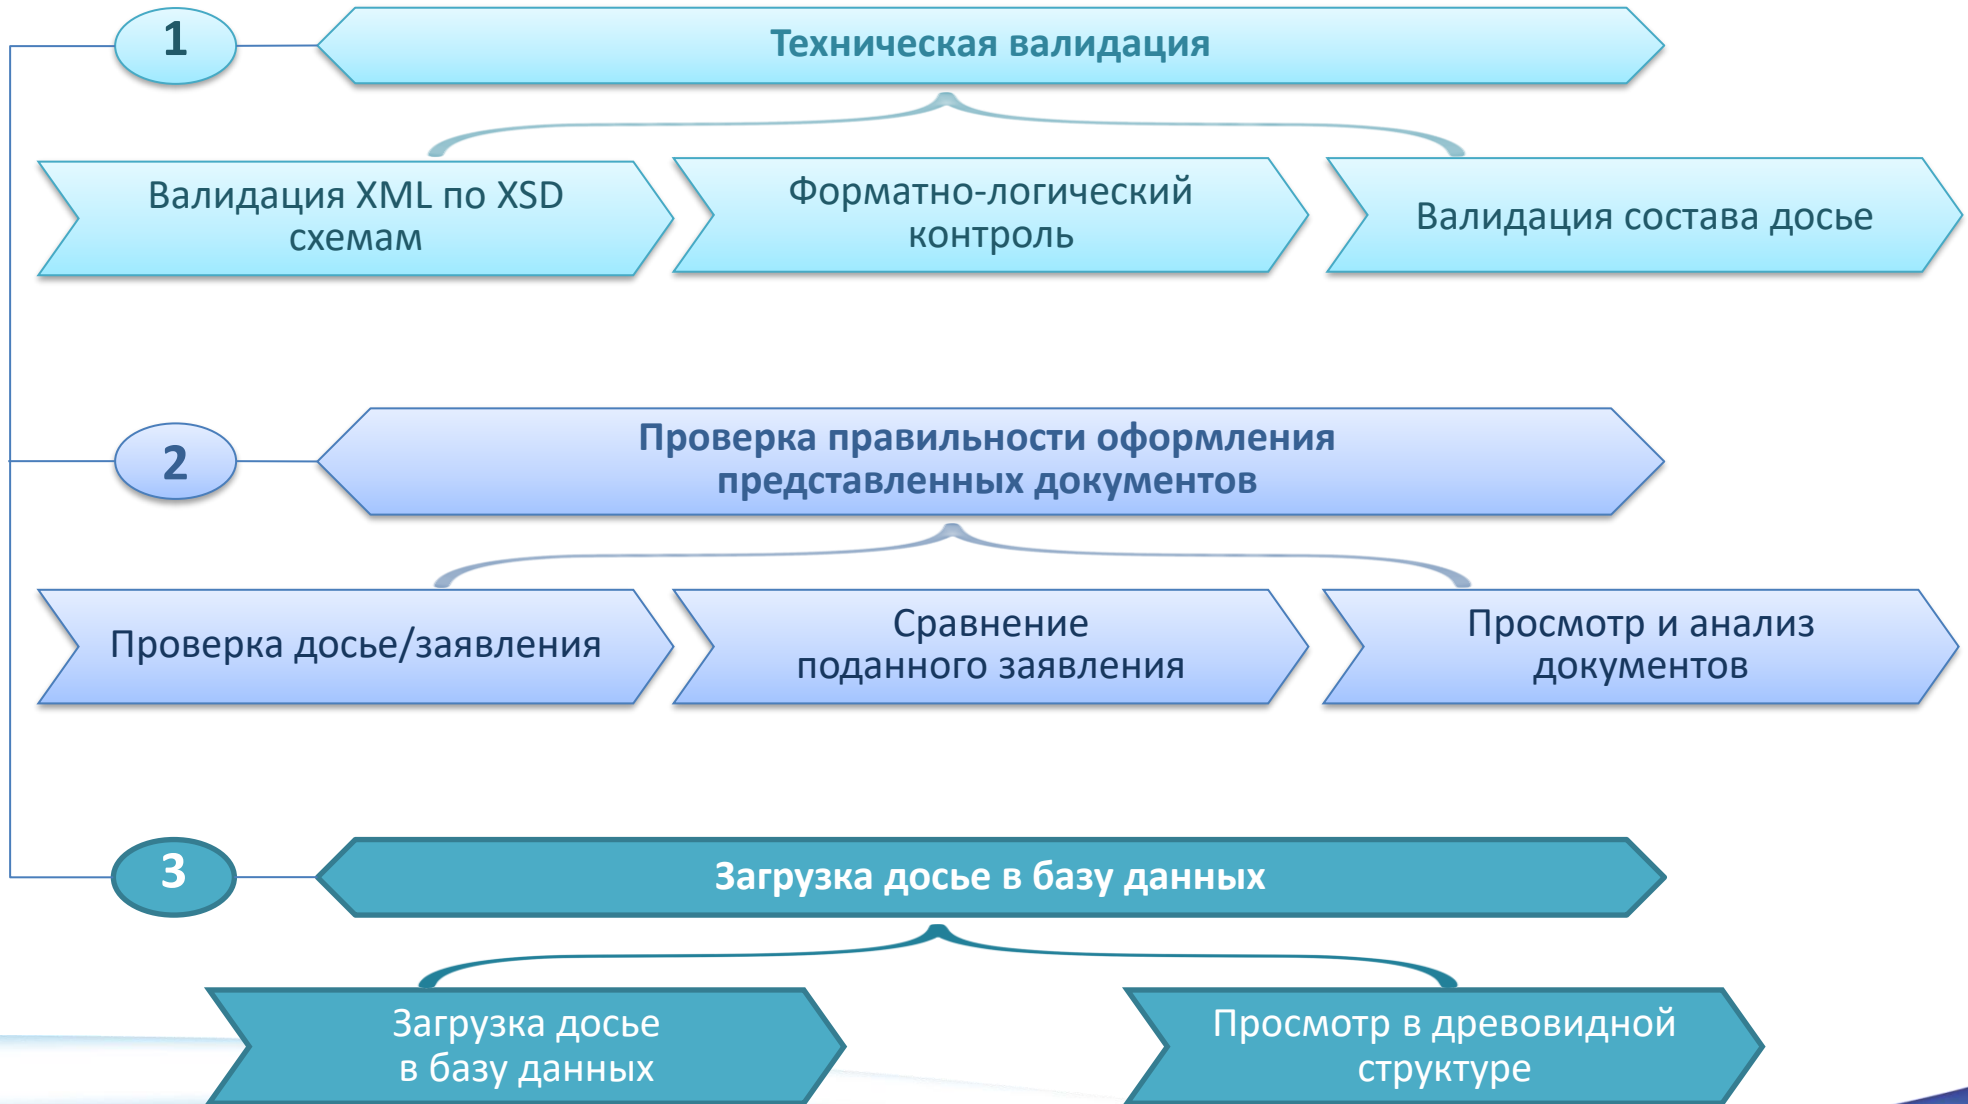 1
Техническая валидация
Валидация XML по XSD
схемам
Форматно-логический
контроль
Валидация состава досье
2
Проверка правильности оформления
представленных документов
Проверка досье/заявления
Сравнение
поданного заявления
Просмотр и анализ
документов
3
Загрузка досье в базу данных
Загрузка досье
в базу данных
Просмотр в древовидной
структуре